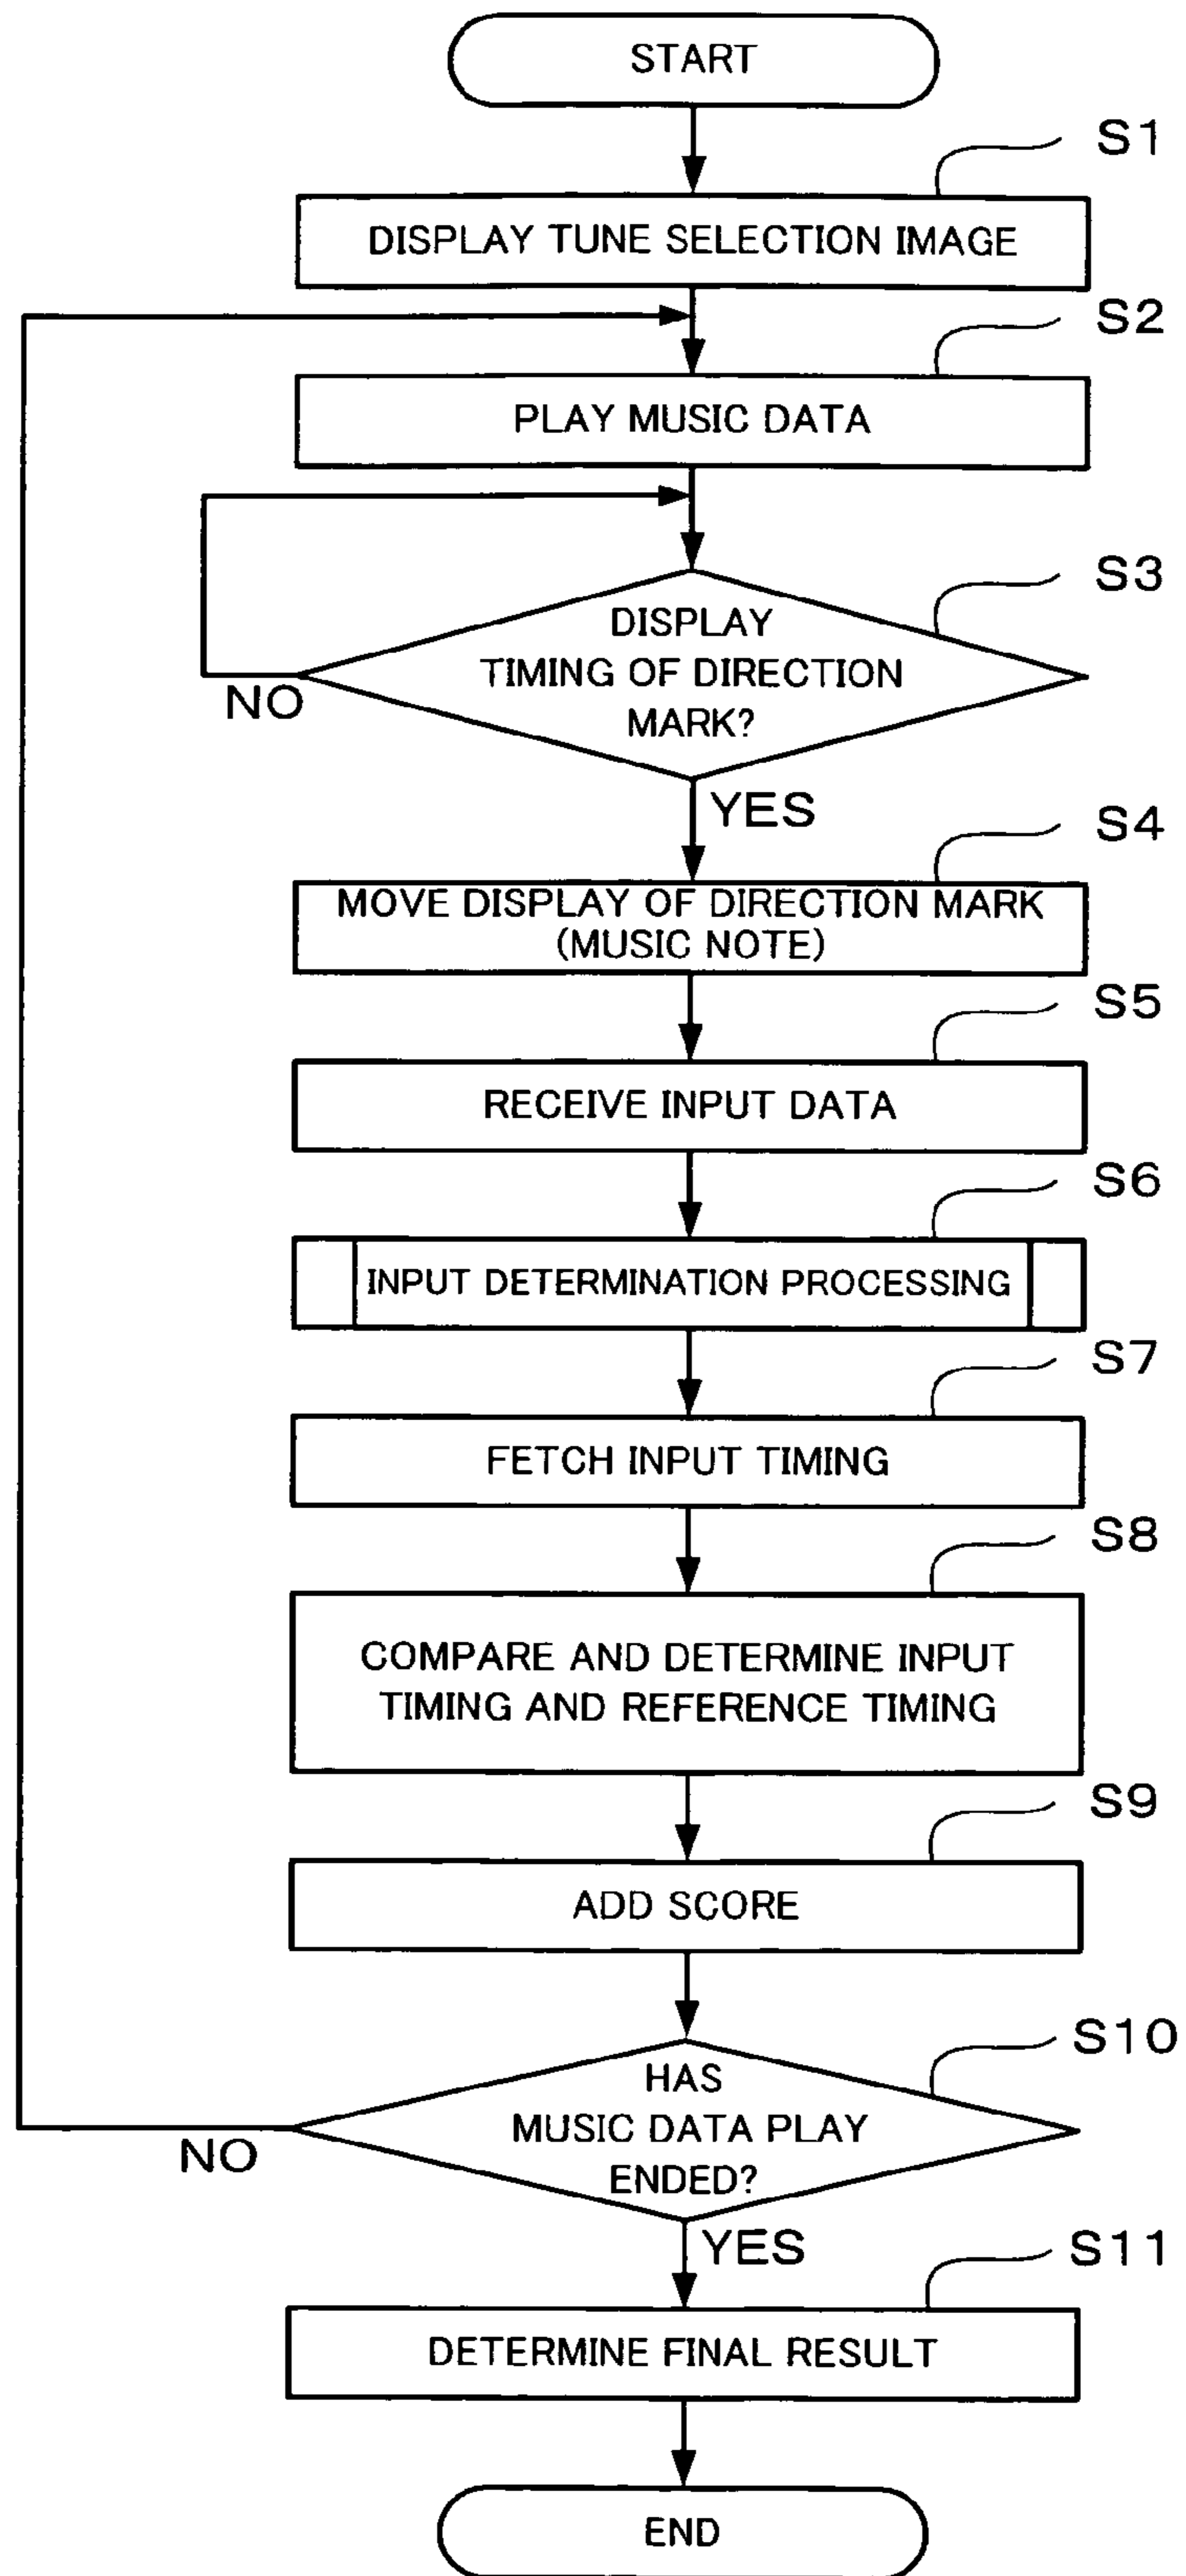 START
S1
DISPLAY TUNE SELECTION IMAGE
S2
PLAY MUSIC DATA
S3
DISPLAY
TIMING OF DIRECTION
MARK?
NO
YES
S4
MOVE DISPLAY OF DIRECTION MARK
(MUSIC NOTE)
S5
RECEIVE INPUT DATA
S6
INPUT DETERMINATION PROCESSING
S7
FETCH INPUT TIMING
S8
COMPARE AND DETERMINE INPUT
TIMING AND REFERENCE TIMING
S9
ADD SCORE
S10
HAS
MUSIC DATA PLAY
ENDED?
NO
YES
S11
DETERMINE FINAL RESULT
END